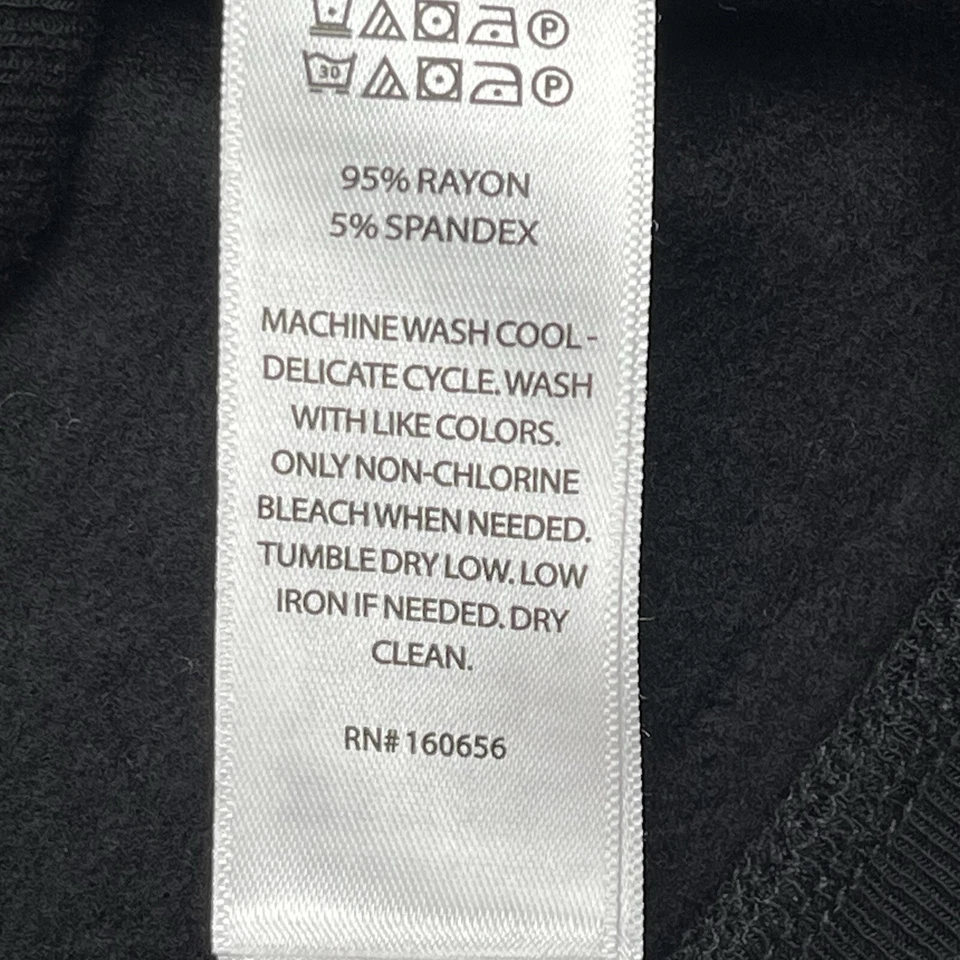 P
30 P
95% RAYON
5% SPANDEX
MACHINE WASH COOL -
DELICATE CYCLE. WASH
WITH LIKE COLORS.
ONLY NON-CHLORINE
BLEACH WHEN NEEDED.
TUMBLE DRY LOW. LOW
IRON IF NEEDED. DRY
CLEAN.
RN# 160656